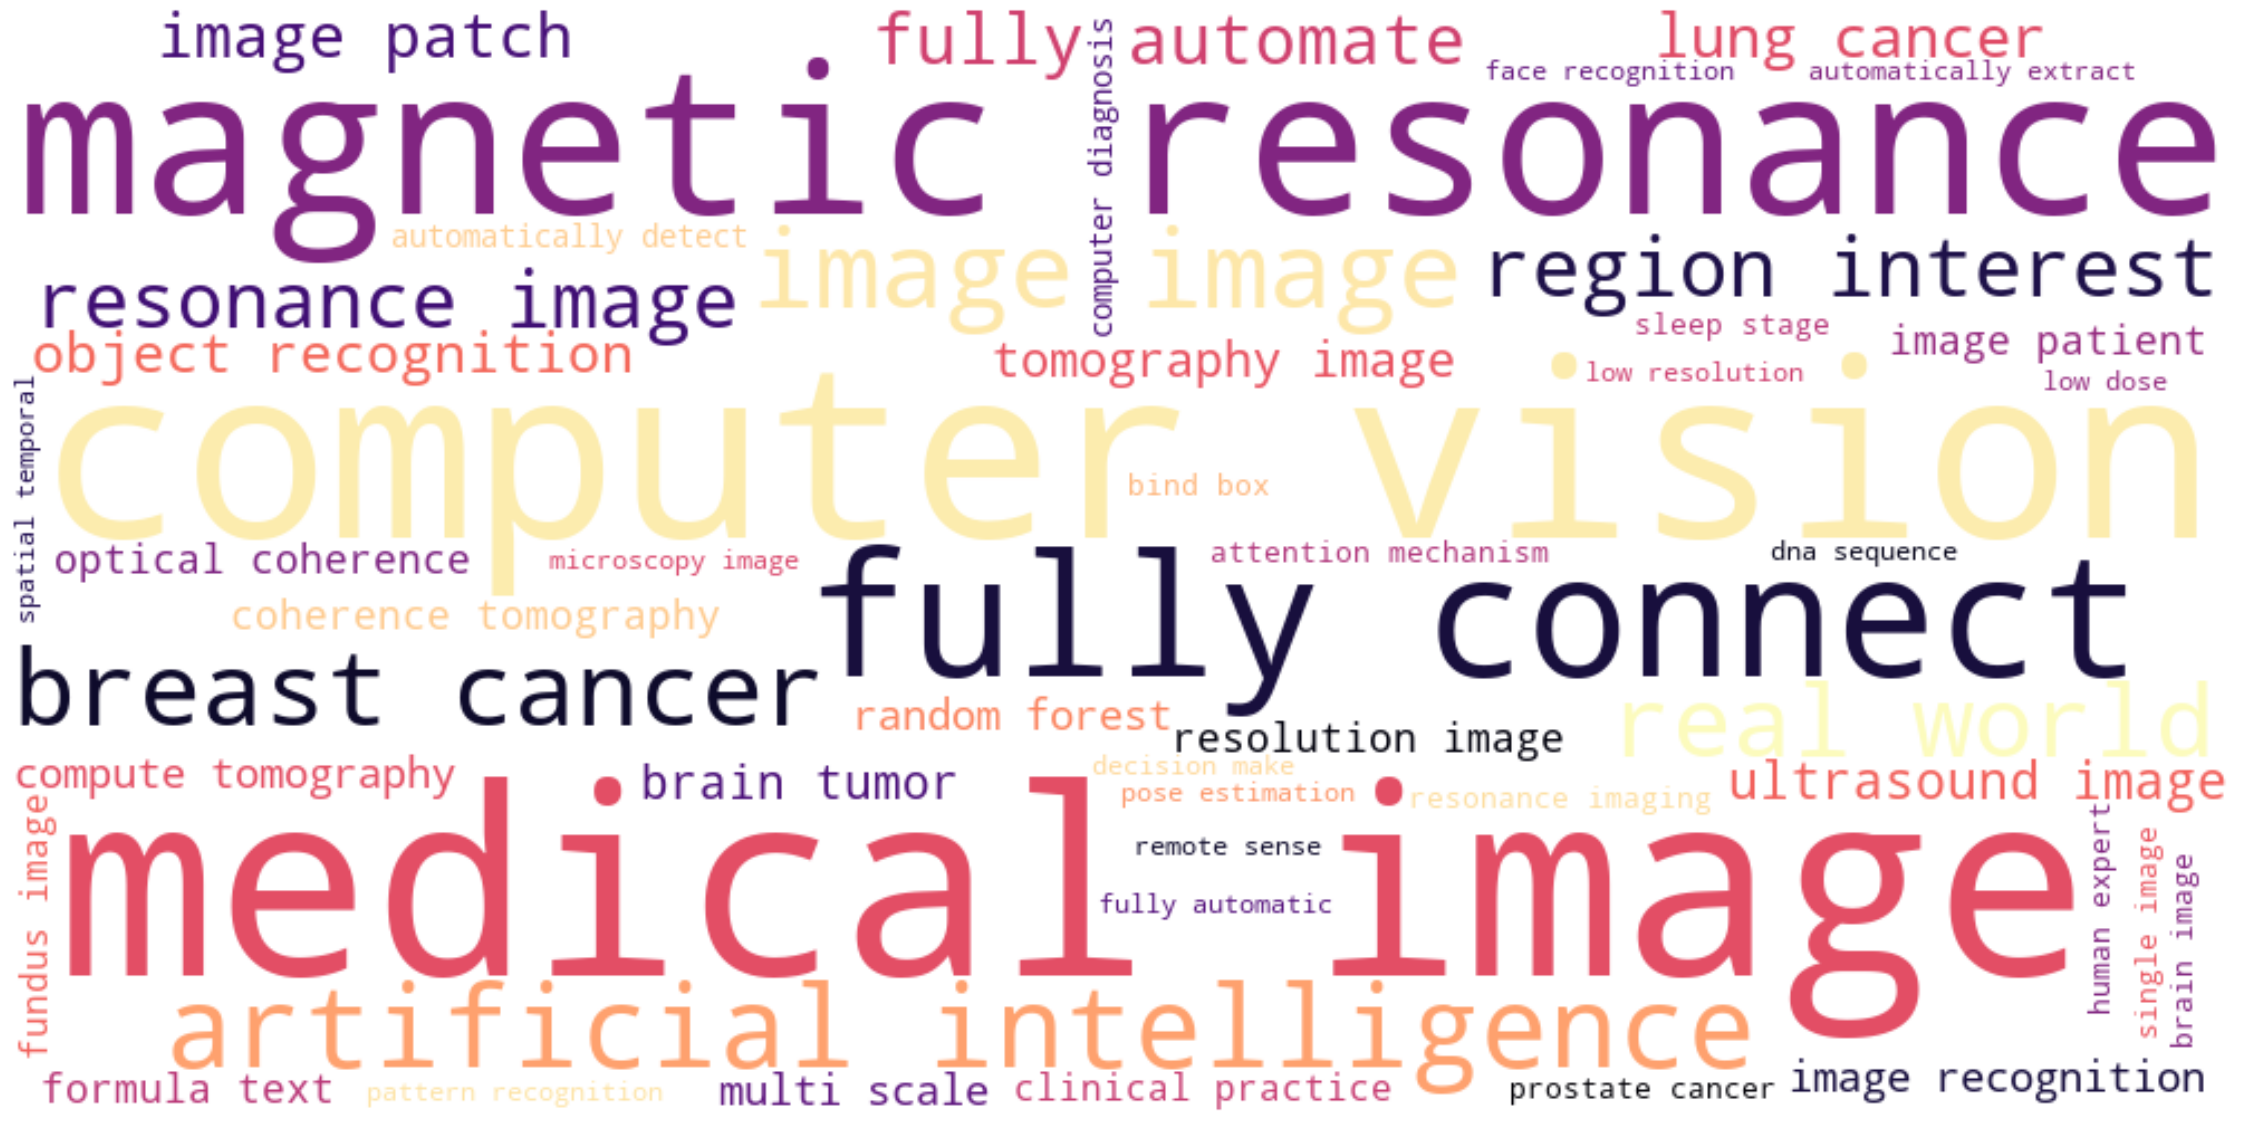 image patch
fully automate
lung cancer
face recognition
automatically extract
magnetic resonance
computer diagnosis
automatically detect
image image
region interest
resonance image
sleep stage
image patient
object recognition
tomography image
low resolution
low dose
spatial temporal
computer vision
bind box
optical coherence
microscopy image
attention mechanism
dna sequence
coherence tomography
fully connect
breast cancer
random forest
resolution image
real world
compute tomography
brain tumor
decision make
pose estimation
resonance imaging
ultrasound image
fundus image
medical image
remote sense
fully automatic
human expert
single image
brain image
artificial intelligence
formula text
pattern recognition
multi scale
clinical practice
prostate cancer
image recognition